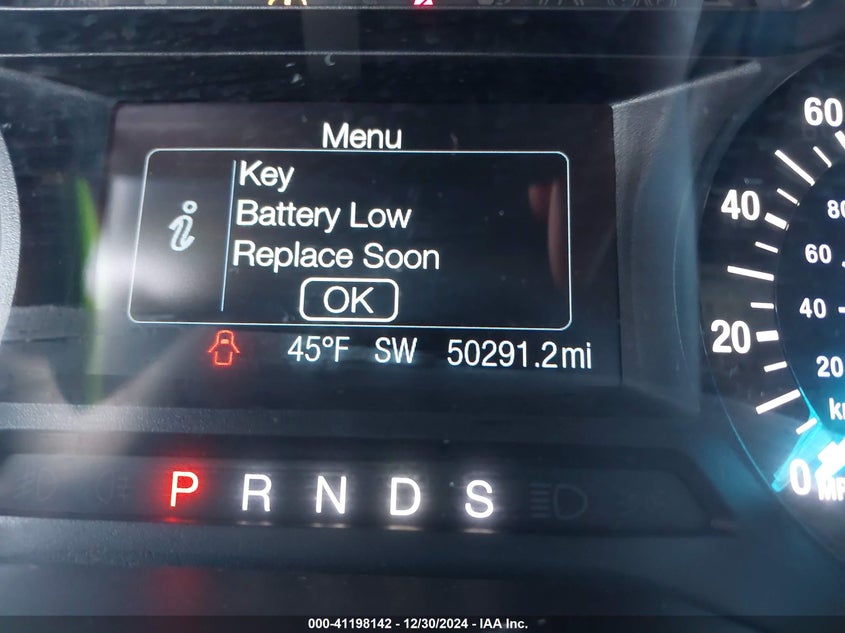 Menu
Key
Battery Low
Replace Soon
OK
45°F SW 50291.2mi
P R N D S
60
40
20
0
80
60
40
20
000-41198142 - 12/30/2024 - IAA Inc.